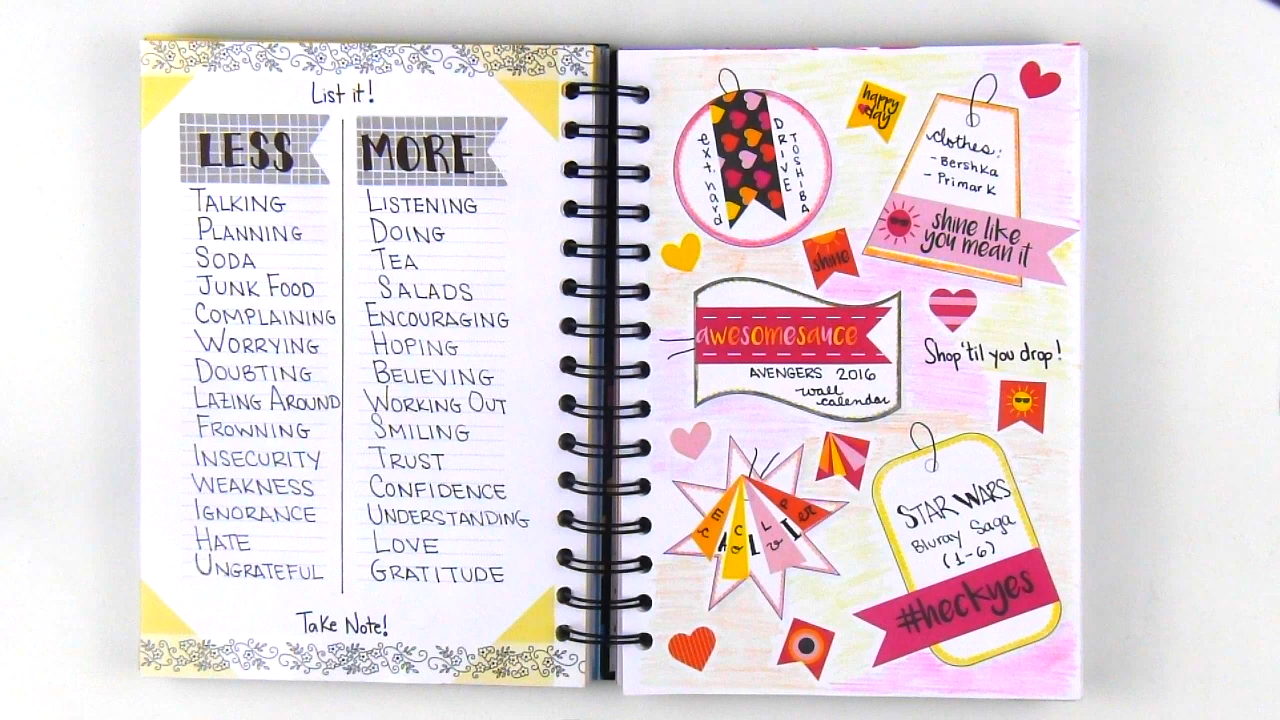 List it!
LESS
TALKING
PLANNING
SODA
JUNK FOOD
COMPLAINING
WORRYING
DOUBTING
LAZING AROUND
FROWNING
INSECURITY
WEAKNESS
IGNORANCE
HATE
UNGRATEFUL
MORE
LISTENING
DOING
TEA
SALADS
ENCOURAGING
HOPING
BELIEVING
WORKING OUT
SMILING
TRUST
CONFIDENCE
UNDERSTANDING
LOVE
GRATITUDE
Take Note!
ext. hard
DRIVE
TOSHIBA
happy
day
clothes:
- Bershka
- Primark
shine like
you mean it
shine
awesomesauce
AVENGERS 2016
wall
calendar
Shop 'til you drop!
STAR WARS
Bluray Saga
(1-6)
#heckyes